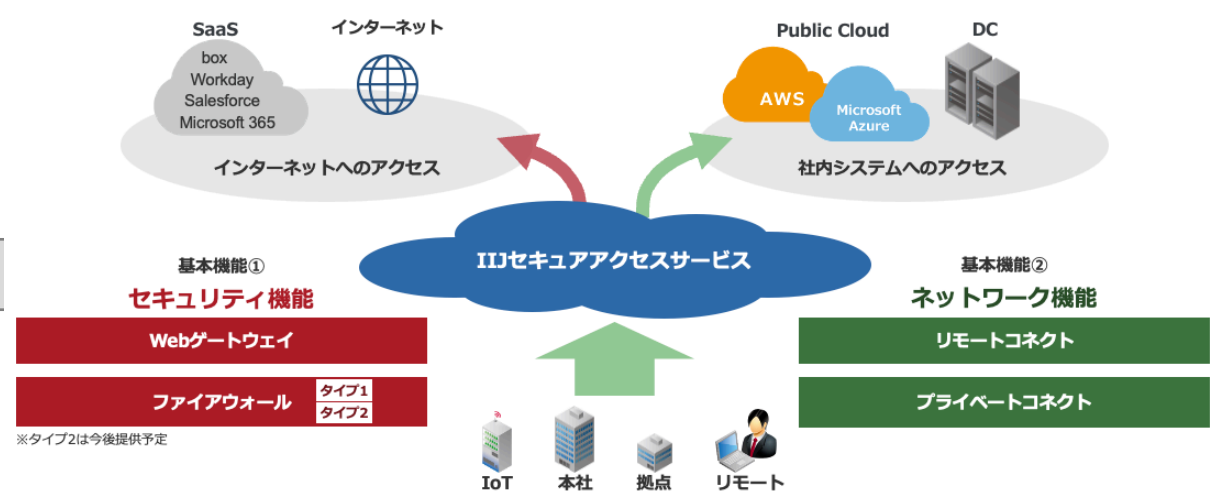 SaaS
インターネット
Public Cloud
DC
box
Workday
Salesforce
Microsoft 365
AWS
Microsoft
Azure
インターネットへのアクセス
社内システムへのアクセス
IIJセキュアアクセスサービス
基本機能①
セキュリティ機能
Webゲートウェイ
ファイアウォール
タイプ1
タイプ2
※タイプ2は今後提供予定
基本機能②
ネットワーク機能
リモートコネクト
プライベートコネクト
IoT
本社
拠点
リモート